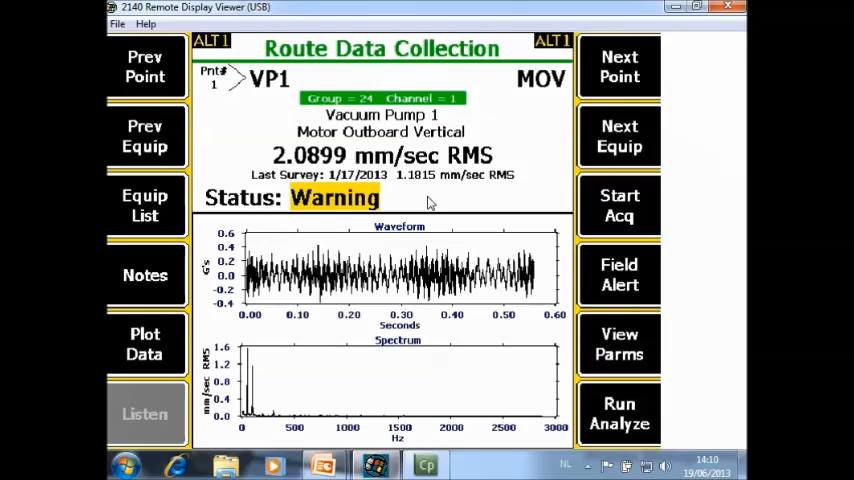 2140 Remote Display Viewer (USB)
File Help
ALT1 Route Data Collection ALT1
Prev Point
Pnt# 1 VP1 MOV
Next Point
Group = 24 Channel = 1
Vacuum Pump 1
Prev Equip
Motor Outboard Vertical
Next Equip
2.0899 mm/sec RMS
Last Survey: 1/17/2013 1.1815 mm/sec RMS
Equip List
Status: Warning
Start Acq
Waveform
0.6
0.4
0.2
0.0
-0.2
-0.4
G's
0.00 0.10 0.20 0.30 0.40 0.50 0.60
Seconds
Notes
Field Alert
Plot Data
Spectrum
View Parms
1.6
1.2
0.8
0.4
0.0
mm/sec RMS
0 500 1000 1500 2000 2500 3000
Hz
Listen
Run Analyze
Cp
NL
14:10
19/06/2013